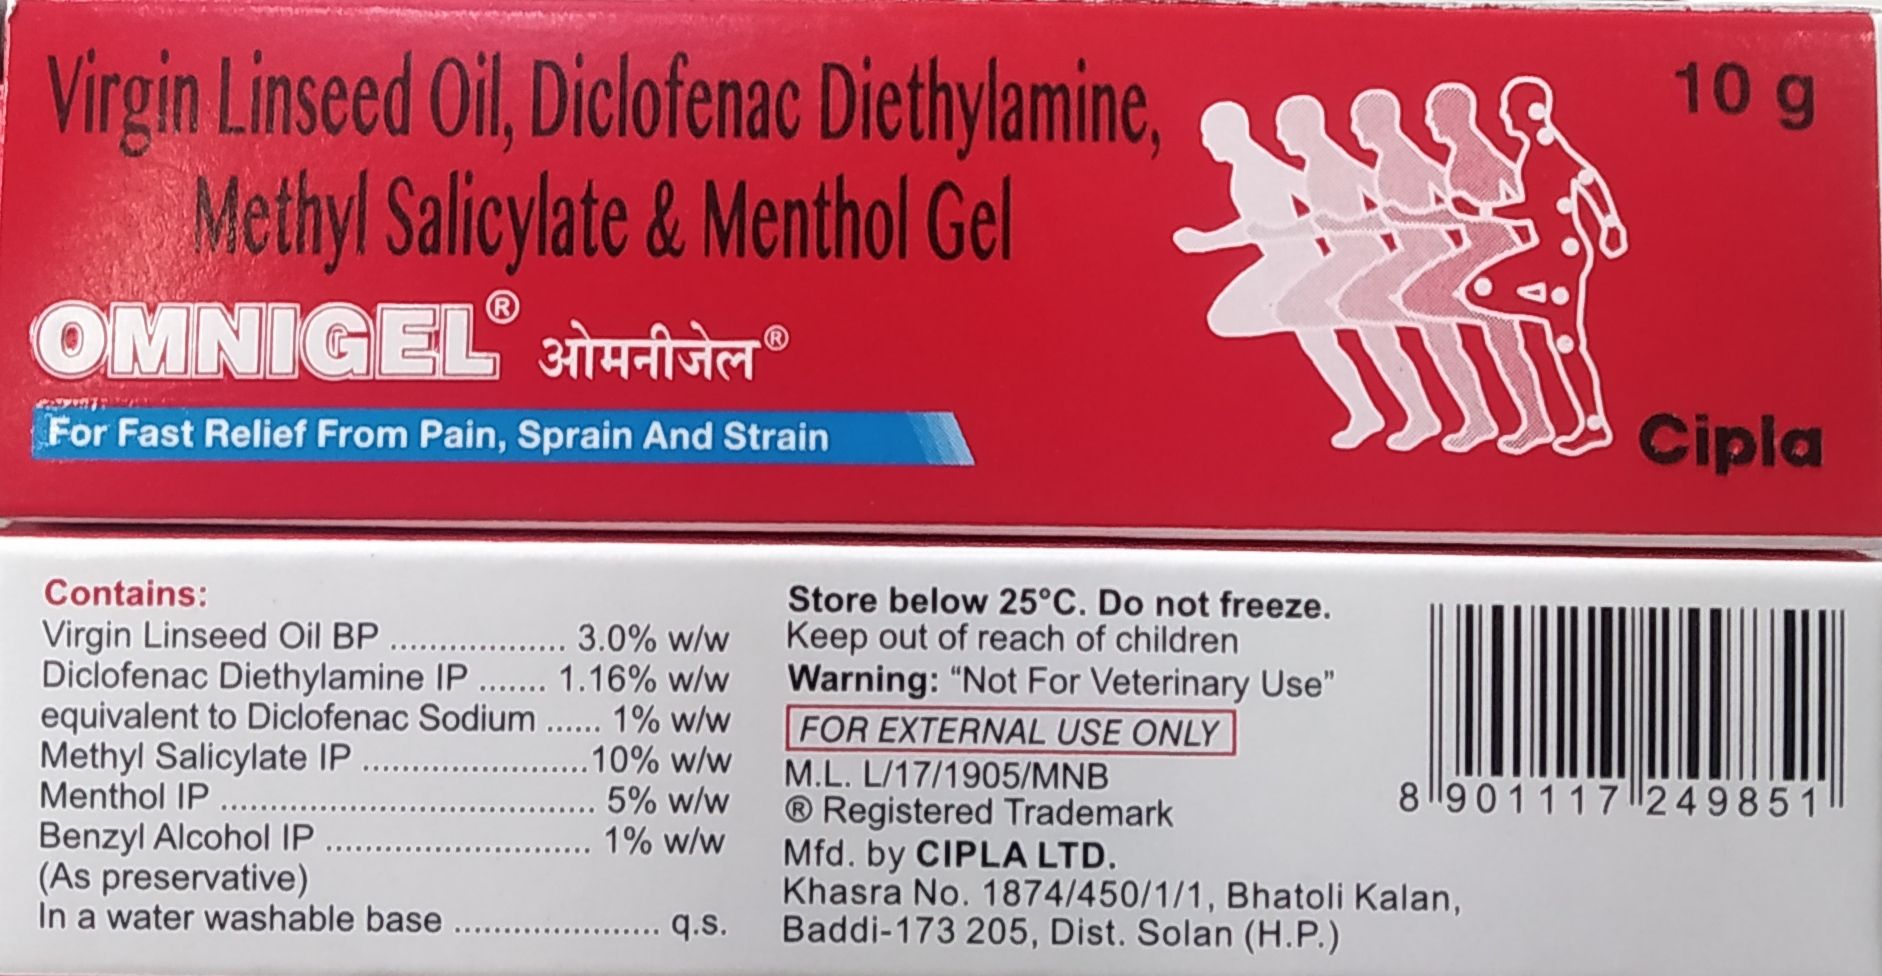 Virgin Linseed Oil, Diclofenac Diethylamine,
Methyl Salicylate & Menthol Gel
10 g
OMNIGEL® ओमनीजेल®
For Fast Relief From Pain, Sprain And Strain
Cipla
Contains:
Virgin Linseed Oil BP .................. 3.0% w/w
Diclofenac Diethylamine IP ....... 1.16% w/w
equivalent to Diclofenac Sodium ...... 1% w/w
Methyl Salicylate IP .......................10% w/w
Menthol IP ...................................... 5% w/w
Benzyl Alcohol IP ........................... 1% w/w
(As preservative)
In a water washable base ..................... q.s.
Store below 25°C. Do not freeze.
Keep out of reach of children
Warning: “Not For Veterinary Use”
FOR EXTERNAL USE ONLY
M.L. L/17/1905/MNB
® Registered Trademark
Mfd. by CIPLA LTD.
Khasra No. 1874/450/1/1, Bhatoli Kalan,
Baddi-173 205, Dist. Solan (H.P.)
8 901117 249851